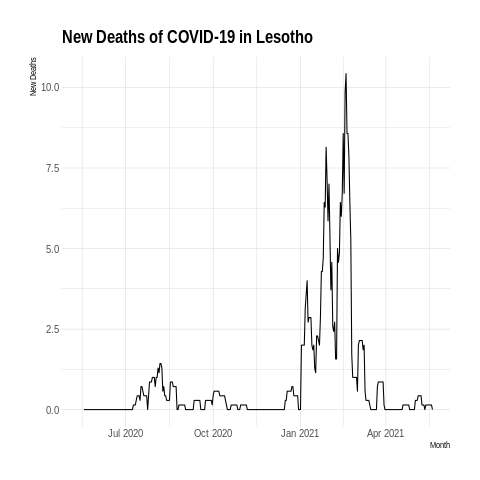 New Deaths of COVID-19 in Lesotho
New Deaths
10.0
7.5
5.0
2.5
0.0
Jul 2020 Oct 2020 Jan 2021 Apr 2021
Month